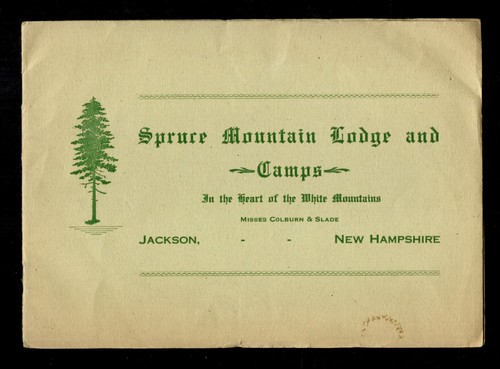 Spruce Mountain Lodge and
Camps
In the Heart of the White Mountains
Misses Colburn & Slade
Jackson, - - New Hampshire